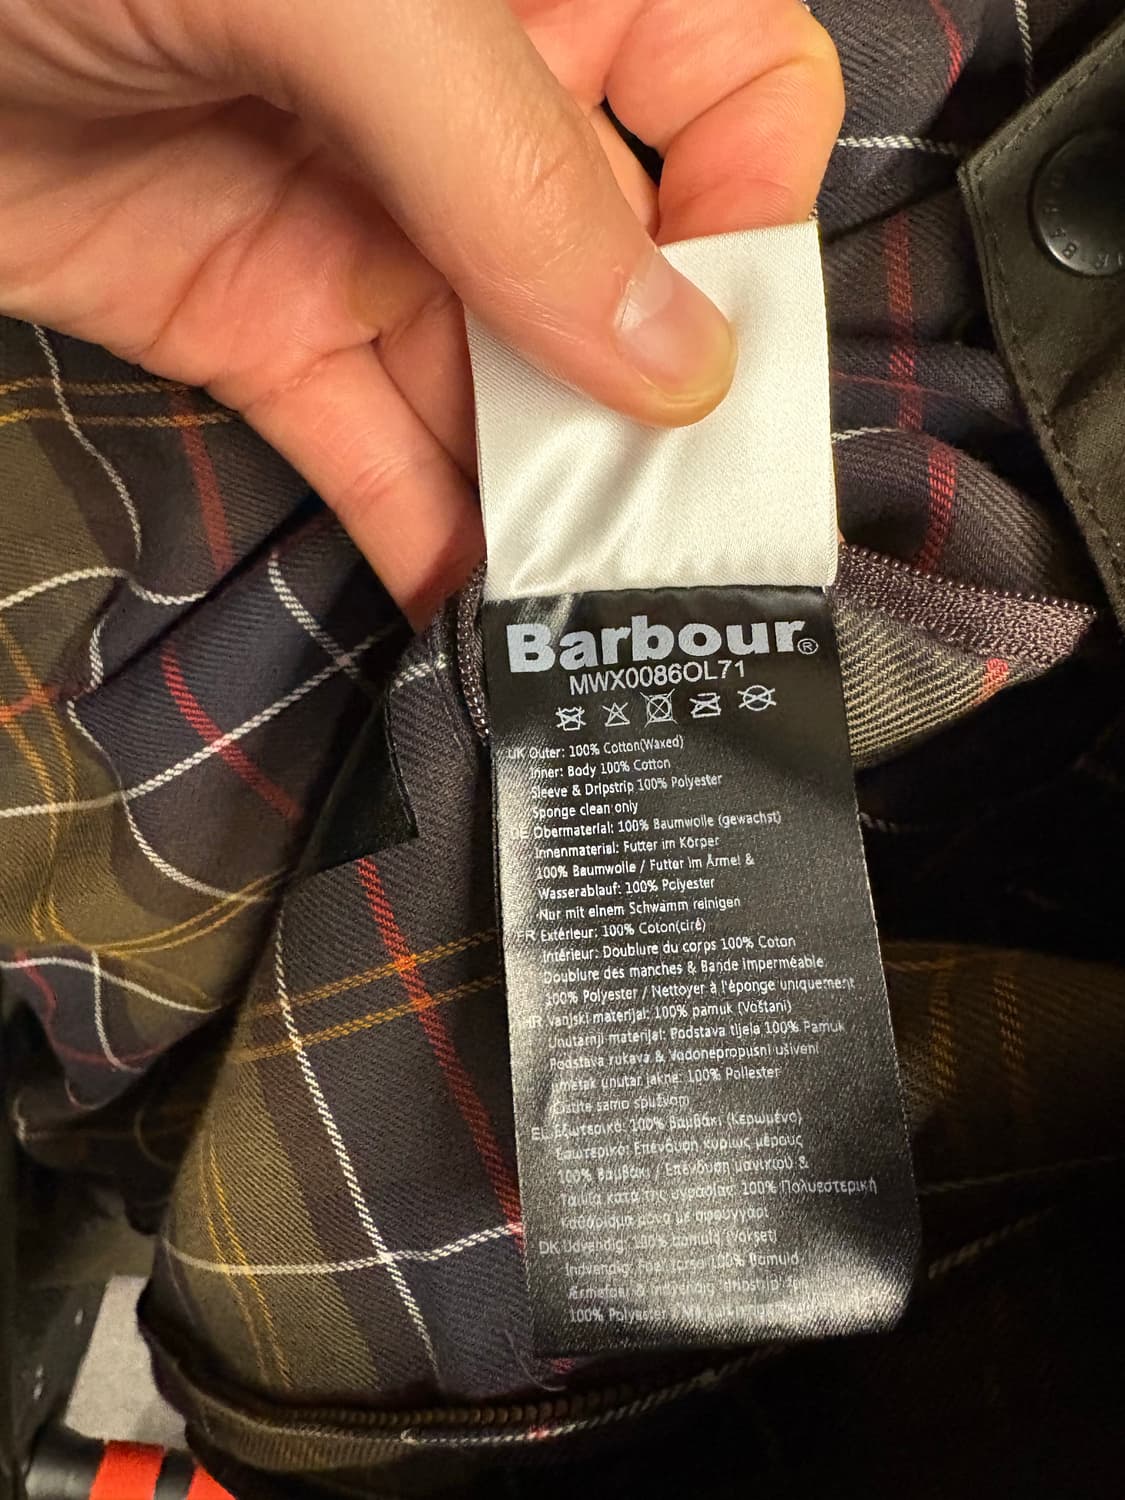 Barbour®
MWX0086OL71
UK Outer: 100% Cotton(Waxed)
Inner: Body 100% Cotton
Sleeve & Dripstrip 100% Polyester
Sponge clean only
DE Obermaterial: 100% Baumwolle (gewachst)
Innenmaterial: Futter im Körper
100% Baumwolle / Futter im Ärmel &
Wasserablauf: 100% Polyester
Nur mit einem Schwamm reinigen
FR Extérieur: 100% Coton(ciré)
Intérieur: Doublure du corps 100% Coton
Doublure des manches & Bande imperméable
100% Polyester / Nettoyer à l'éponge uniquement
HR Vanjski materijal: 100% pamuk (Voštani)
Unutarnji materijal: Podstava tijela 100% Pamuk
Podstava rukava & Vodonepropusni ušiveni
umetak unutar jakne: 100% Poliester
Čistite samo spužvom
EL Εξωτερικό: 100% βαμβάκι (Κερωμένο)
Εσωτερικό: Επένδυση κυρίως μέρους
100% Βαμβάκι / Επένδυση μανικιού &
Ταινία κατά της υγρασίας 100% Πολυεστερική
Καθάρισμα μόνο με σφουγγάρι
DK Udvendig: 100% bomuld (Vokset)
Indvendig: Foer torso 100% Bomuld
Ærmefoer & indvendig
100% Polyester /
BAR